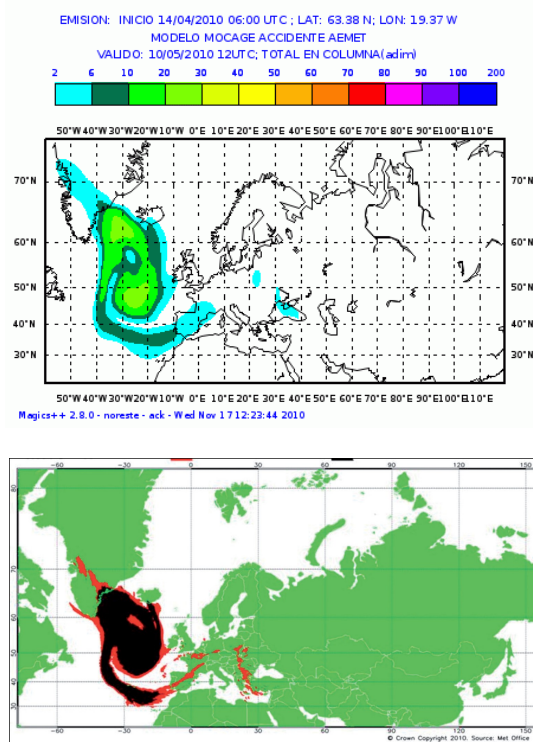 EMISION: INICIO 14/04/2010 06:00 UTC ; LAT: 63.38 N; LON: 19.37 W
MODELO MOCAGE ACCIDENTE AEMET
VALIDO: 10/05/2010 12UTC; TOTAL EN COLUMNA(adim)
2 6 10 20 30 40 50 60 70 80 90 100 200
50°W 40°W 30°W 20°W 10°W 0°E 10°E 20°E 30°E 40°E 50°E 60°E 70°E 80°E 90°E 100°E 110°E
70°N 70°N
60°N 60°N
50°N 50°N
40°N 40°N
30°N 30°N
50°W 40°W 30°W 20°W 10°W 0°E 10°E 20°E 30°E 40°E 50°E 60°E 70°E 80°E 90°E 100°E 110°E
Magics++ 2.8.0 - noreste - ack - Wed Nov 17 12:23:44 2010
-60 -30 0 30 60 90 120 150
80
70
60
50
40
30
-60 -30 0 30 60 90 120 150
© Crown Copyright 2010. Source: Met Office